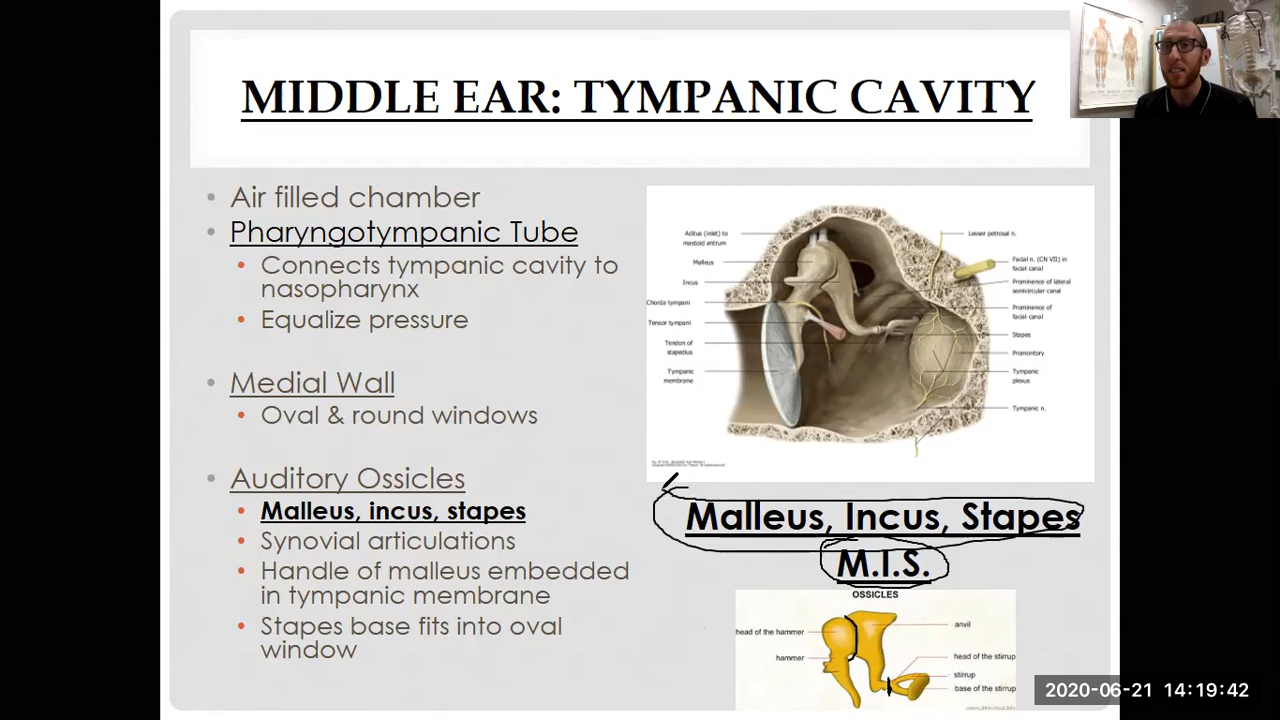 MIDDLE EAR: TYMPANIC CAVITY
Air filled chamber
Pharyngotympanic Tube
Connects tympanic cavity to
nasopharynx
Equalize pressure
Medial Wall
Oval & round windows
Auditory Ossicles
Malleus, incus, stapes
Synovial articulations
Handle of malleus embedded
in tympanic membrane
Stapes base fits into oval
window
Aditus (inlet) to
mastoid antrum
Malleus
Incus
Chorda tympani
Tensor tympani
Tendon of
stapedius
Tympanic
membrane
Lesser petrosal n.
Facial n. (CN VII) in
facial canal
Prominence of lateral
semicircular canal
Prominence of
facial canal
Stapes
Promontory
Tympanic
plexus
Tympanic n.
Malleus, Incus, Stapes
M.I.S.
OSSICLES
head of the hammer
hammer
anvil
head of the stirrup
stirrup
base of the stirrup
2020-06-21 14:19:42